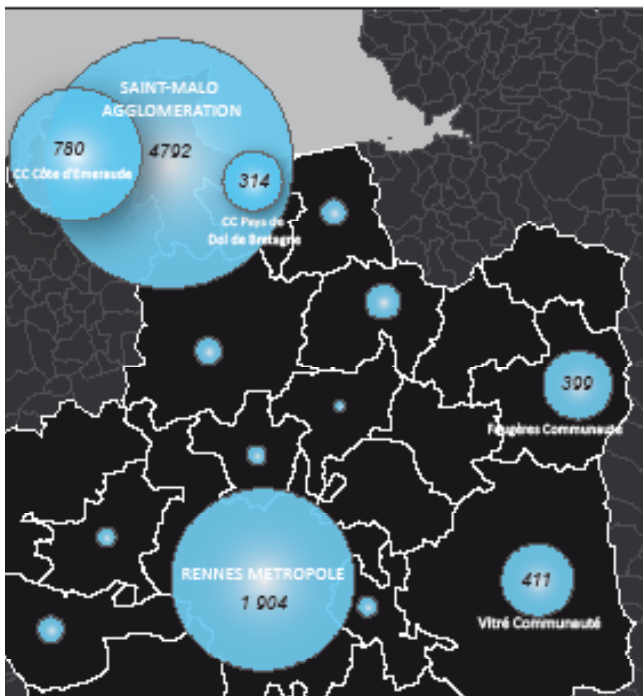 SAINT-MALO
AGGLOMERATION
780
4792
CC Côte d'Emeraude
314
CC Pays de
Dol de Bretagne
399
Fougères Communauté
RENNES METROPOLE
1 904
411
Vitré Communauté